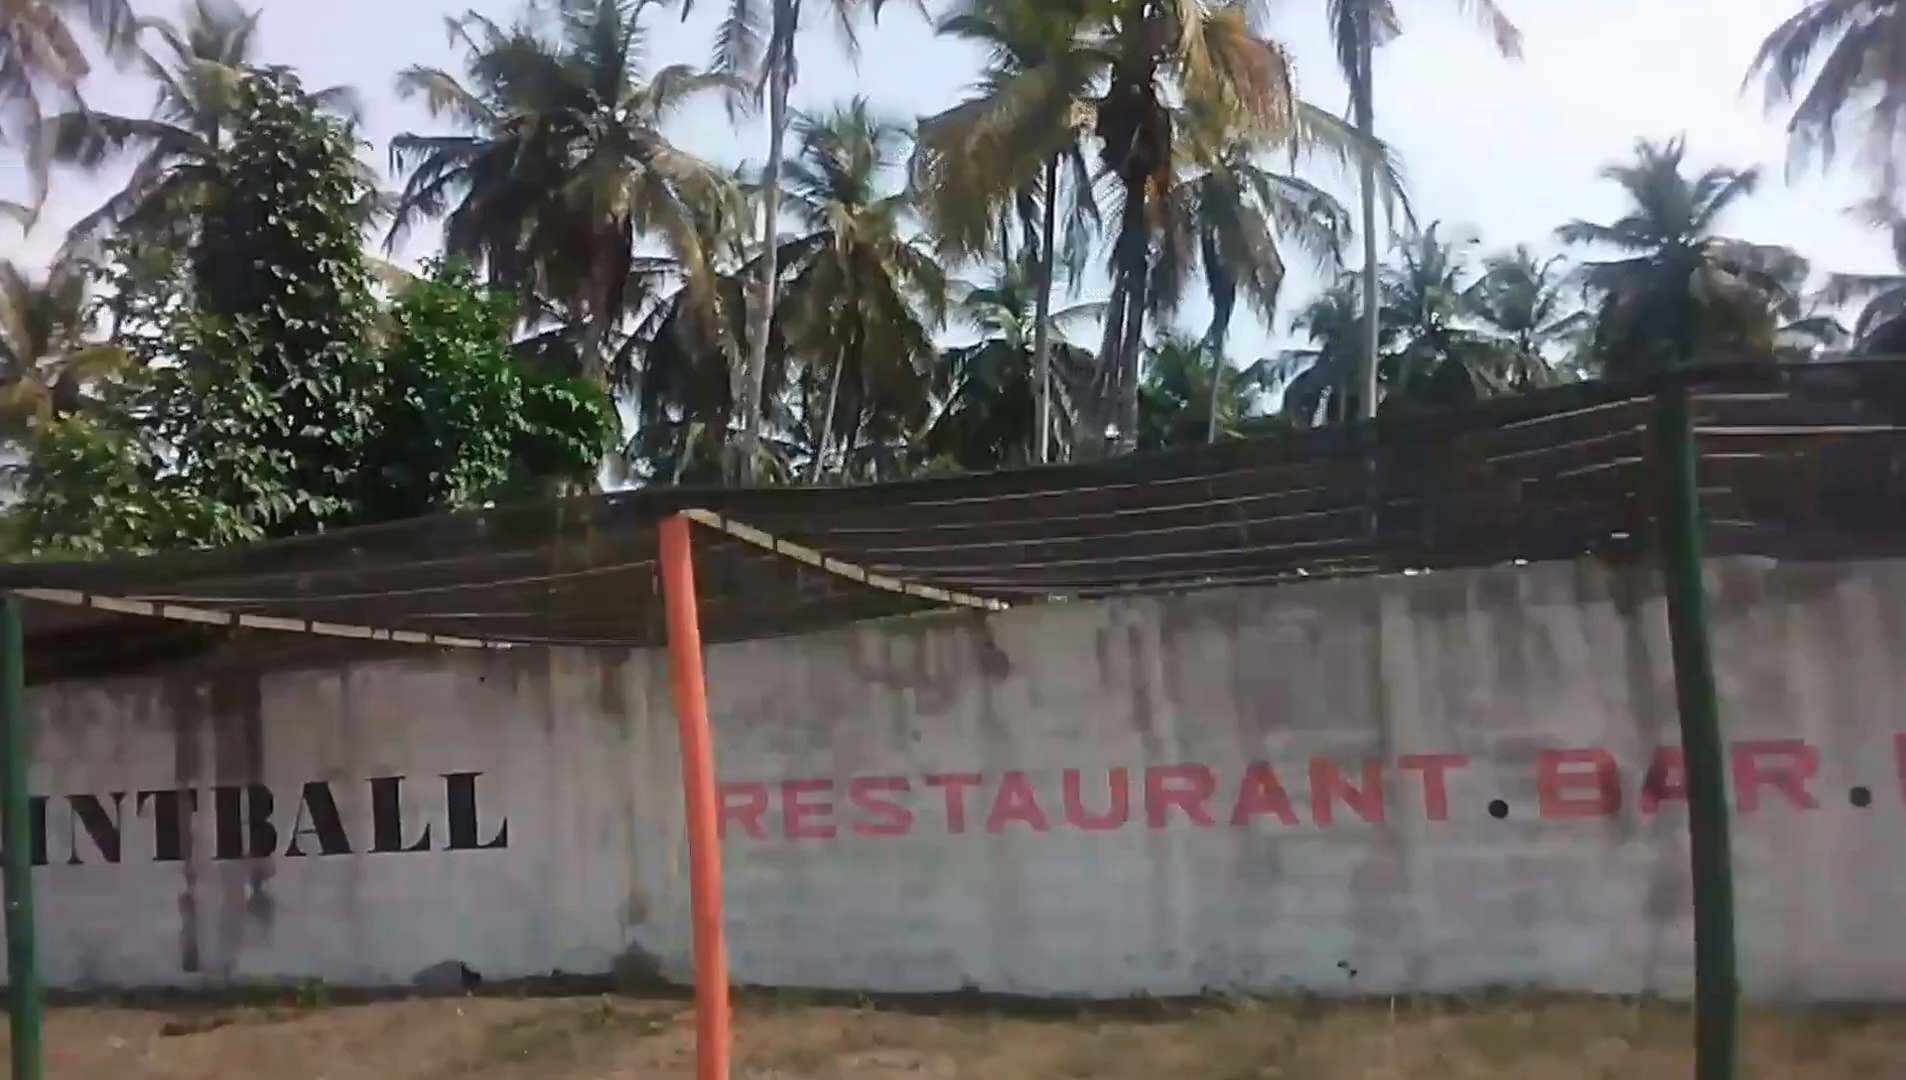 INTBALL RESTAURANT . BAR .